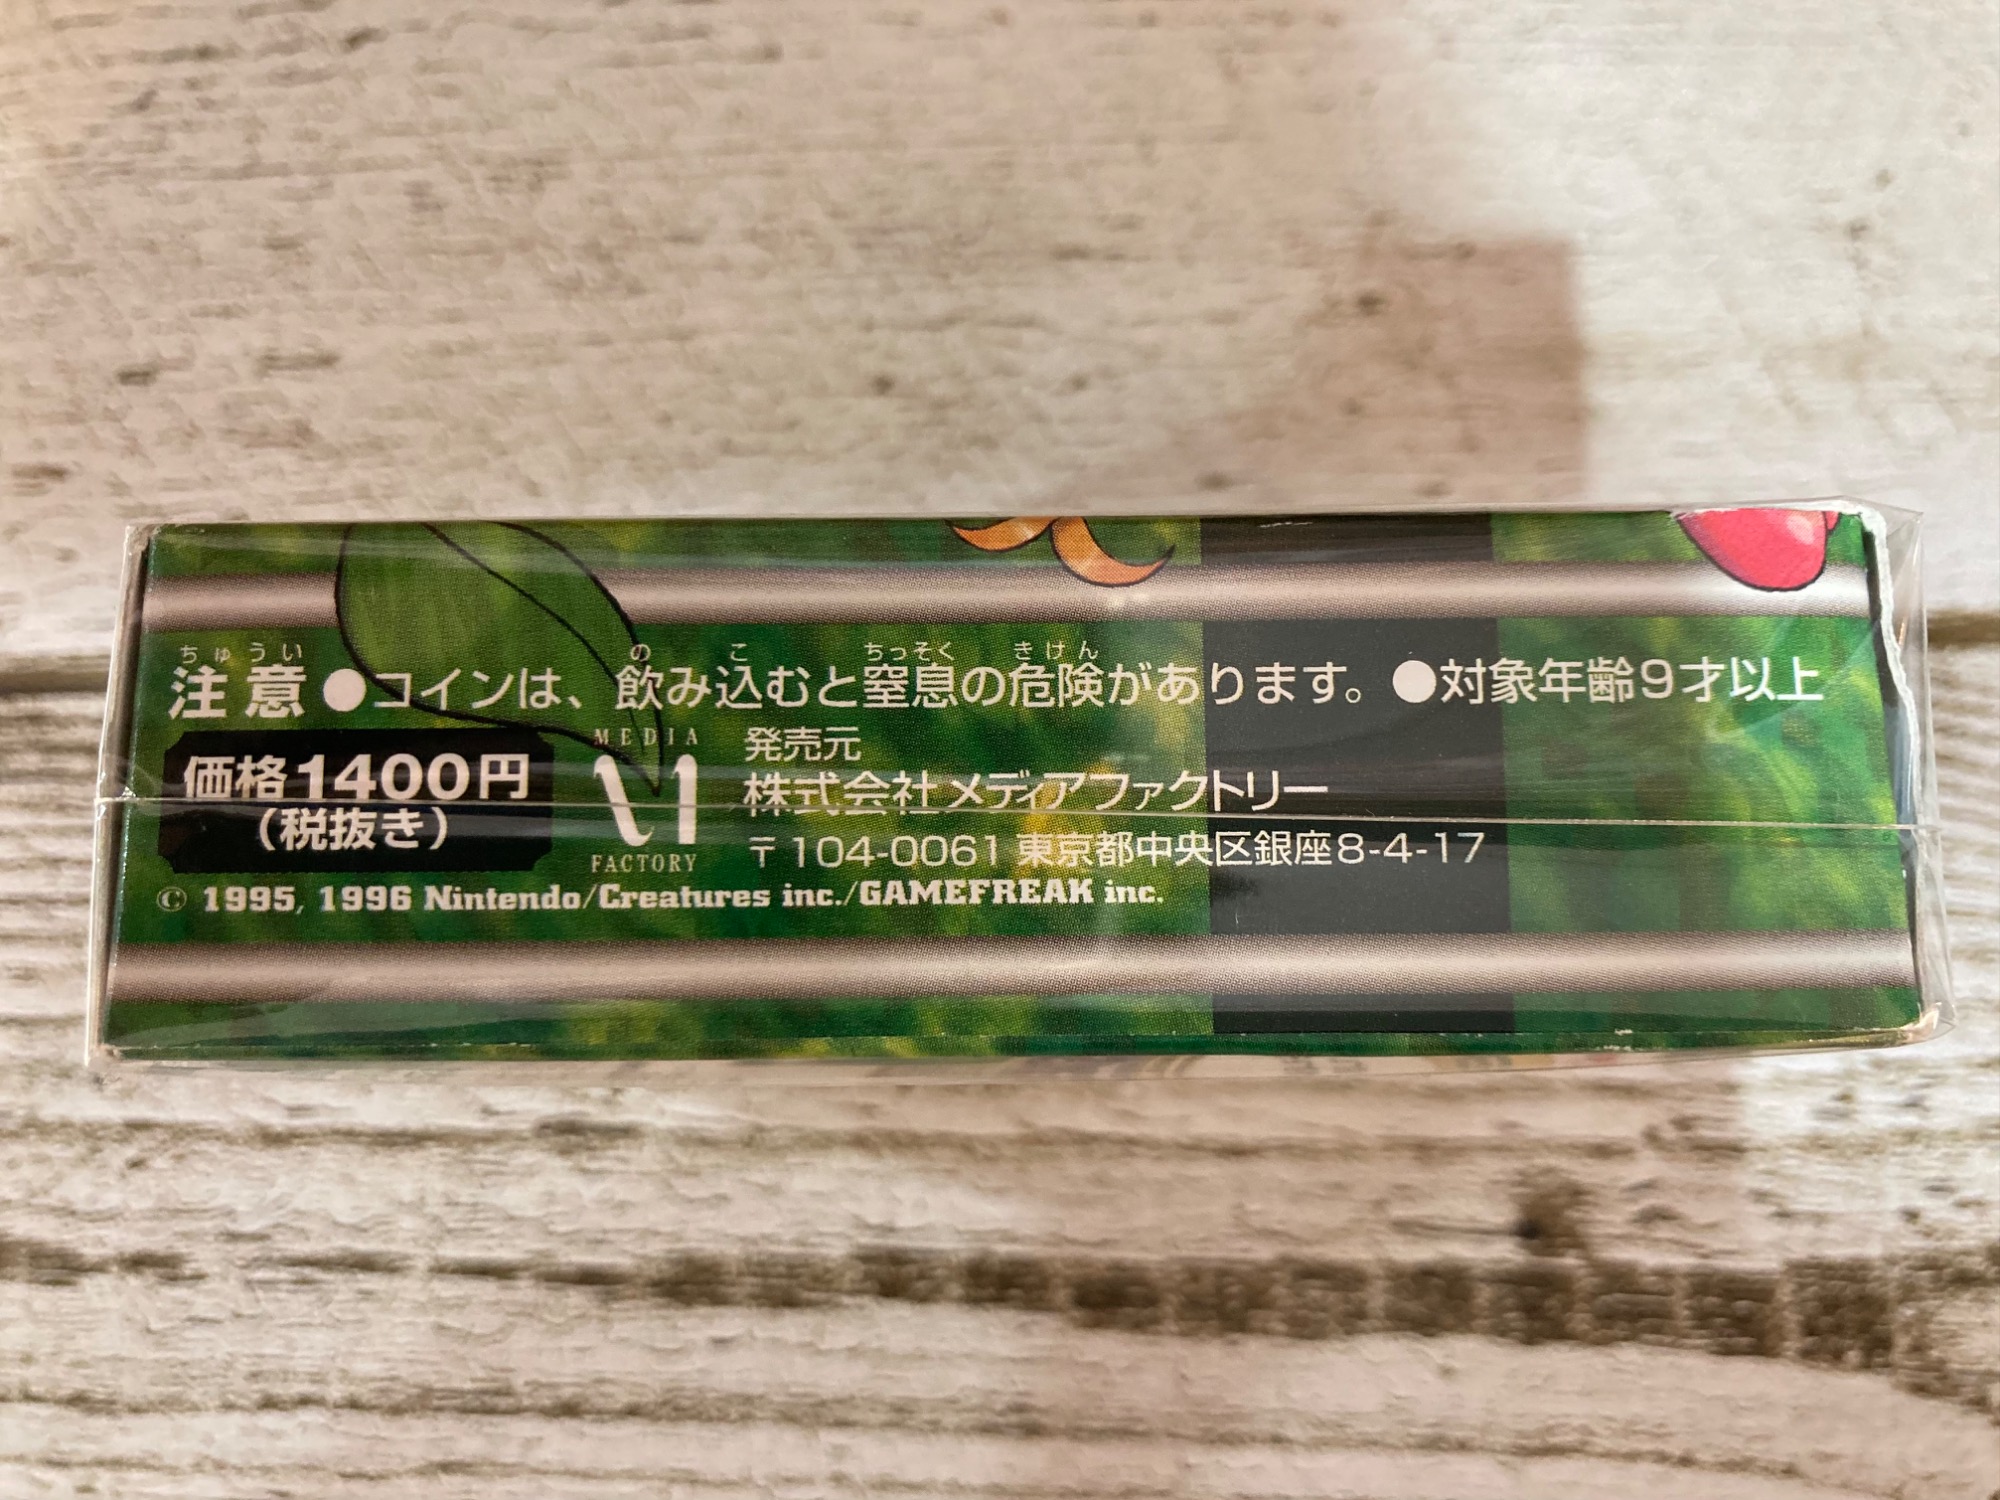 ちゅうい の こ ちっそく きけん
注意 ●コインは、飲み込むと窒息の危険があります。 ●対象年齢9才以上
価格1400円
(税抜き)
MEDIA
FACTORY
発売元
株式会社メディアファクトリー
〒104-0061 東京都中央区銀座8-4-17
© 1995, 1996 Nintendo/Creatures inc./GAMEFREAK inc.